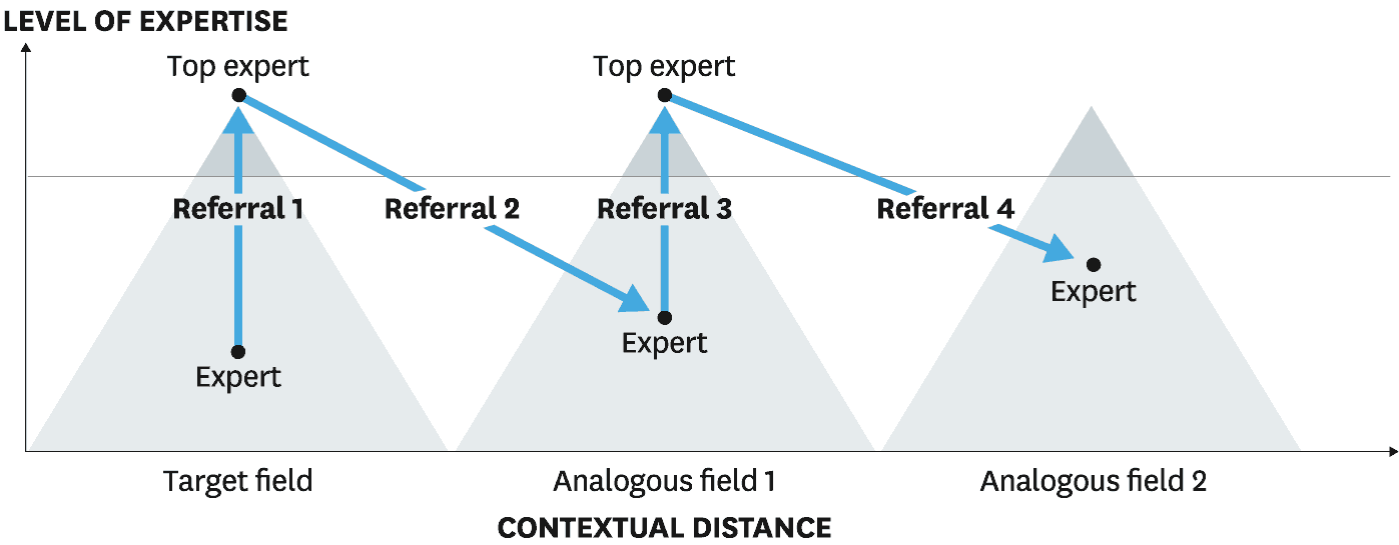 LEVEL OF EXPERTISE
Top expert
Top expert
Referral 1
Referral 2
Referral 3
Referral 4
Expert
Expert
Expert
Target field
Analogous field 1
Analogous field 2
CONTEXTUAL DISTANCE